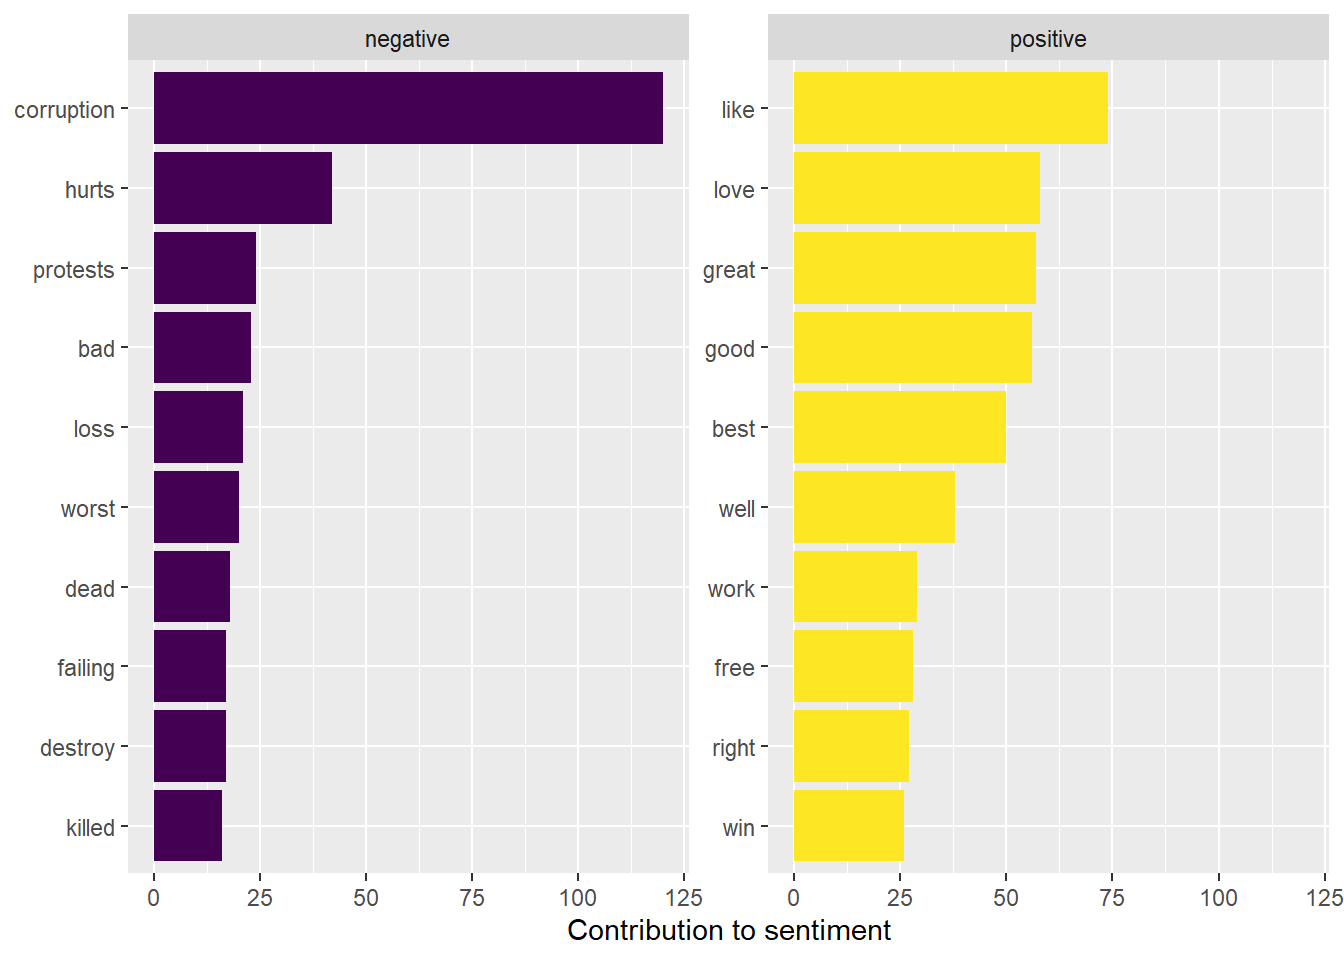 negative
corruption
hurts
protests
bad
loss
worst
dead
failing
destroy
killed
0 25 50 75 100 125
positive
like
love
great
good
best
well
work
free
right
win
0 25 50 75 100 125
Contribution to sentiment